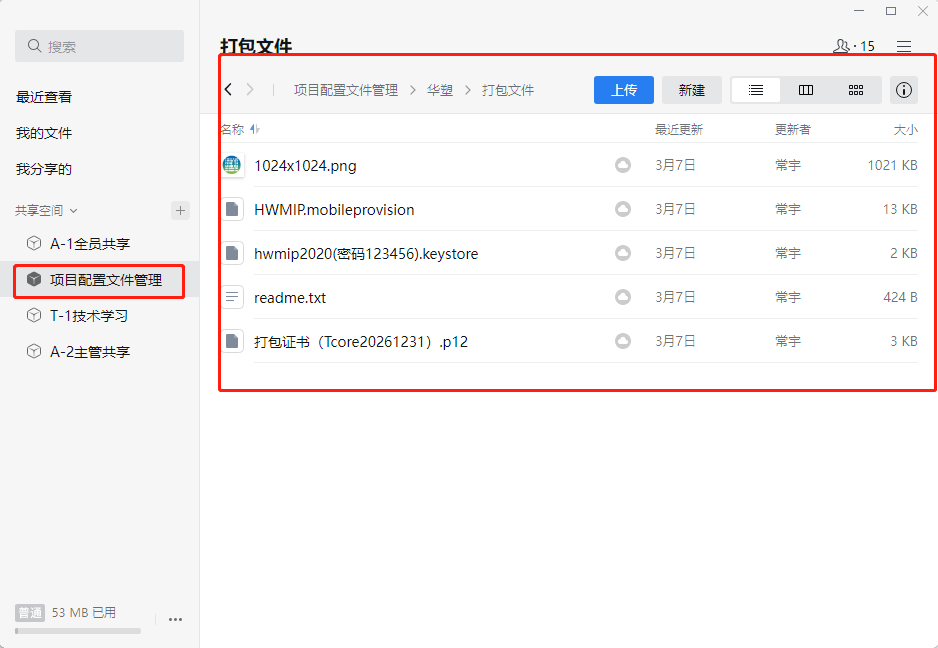 搜索
最近查看
我的文件
我分享的
共享空间
A-1全员共享
项目配置文件管理
T-1技术学习
A-2主管共享
普通 53 MB 已用
打包文件
· 15
项目配置文件管理 > 华塑 > 打包文件
上传 新建
名称 最近更新 更新者 大小
1024x1024.png 3月7日 常宇 1021 KB
HWMIP.mobileprovision 3月7日 常宇 13 KB
hwmip2020(密码123456).keystore 3月7日 常宇 2 KB
readme.txt 3月7日 常宇 424 B
打包证书（Tcore20261231）.p12 3月7日 常宇 3 KB